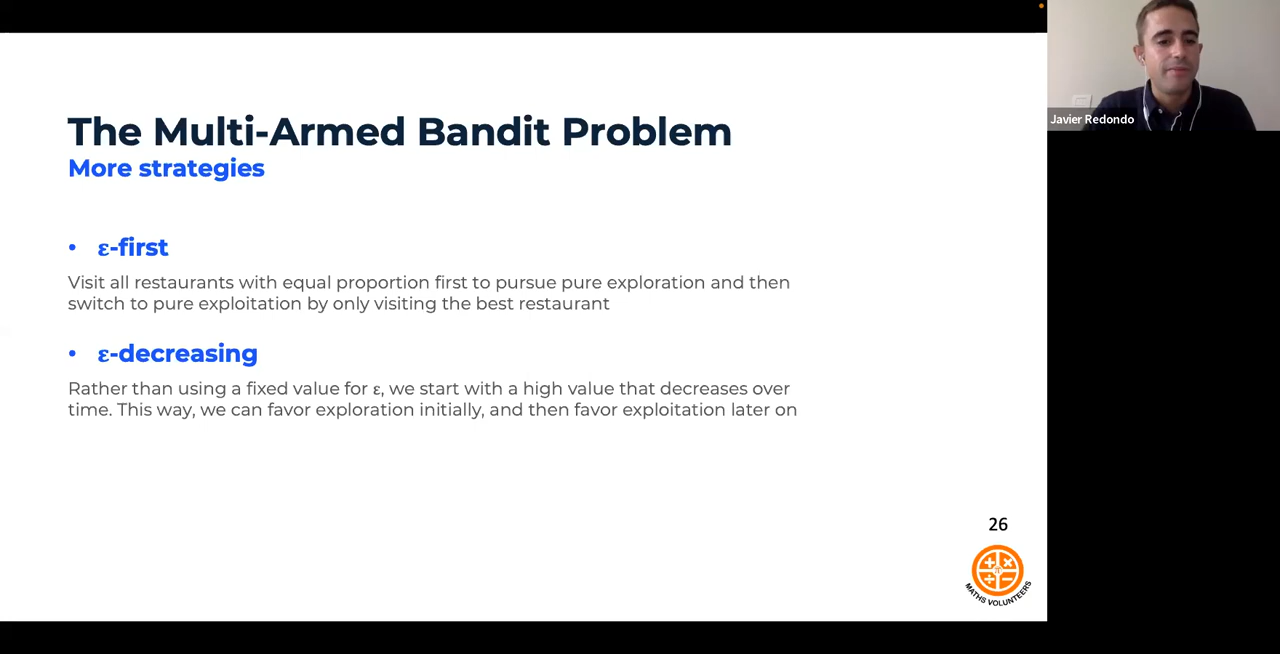 The Multi-Armed Bandit Problem
More strategies
• ε-first
Visit all restaurants with equal proportion first to pursue pure exploration and then
switch to pure exploitation by only visiting the best restaurant
• ε-decreasing
Rather than using a fixed value for ε, we start with a high value that decreases over
time. This way, we can favor exploration initially, and then favor exploitation later on
26
MATHS VOLUNTEERS
Javier Redondo